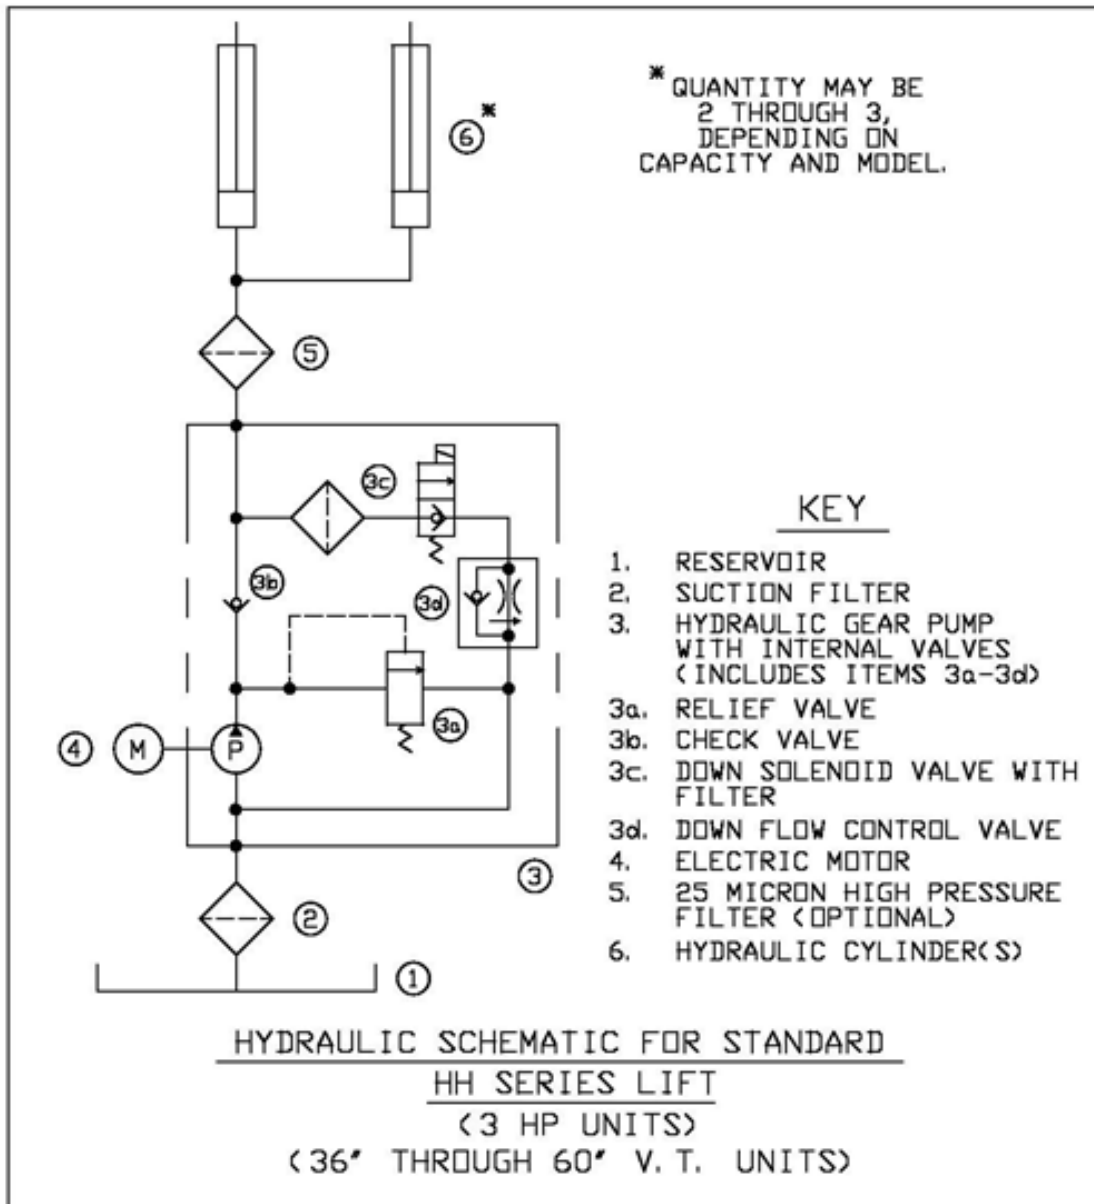 * QUANTITY MAY BE
2 THROUGH 3,
DEPENDING ON
CAPACITY AND MODEL.
6 *
5
3c
3b
3d
3a
4 M P
3
2
1
KEY
1. RESERVOIR
2. SUCTION FILTER
3. HYDRAULIC GEAR PUMP
WITH INTERNAL VALVES
(INCLUDES ITEMS 3a-3d)
3a. RELIEF VALVE
3b. CHECK VALVE
3c. DOWN SOLENOID VALVE WITH
FILTER
3d. DOWN FLOW CONTROL VALVE
4. ELECTRIC MOTOR
5. 25 MICRON HIGH PRESSURE
FILTER (OPTIONAL)
6. HYDRAULIC CYLINDER(S)
HYDRAULIC SCHEMATIC FOR STANDARD
HH SERIES LIFT
(3 HP UNITS)
(36" THROUGH 60" V.T. UNITS)